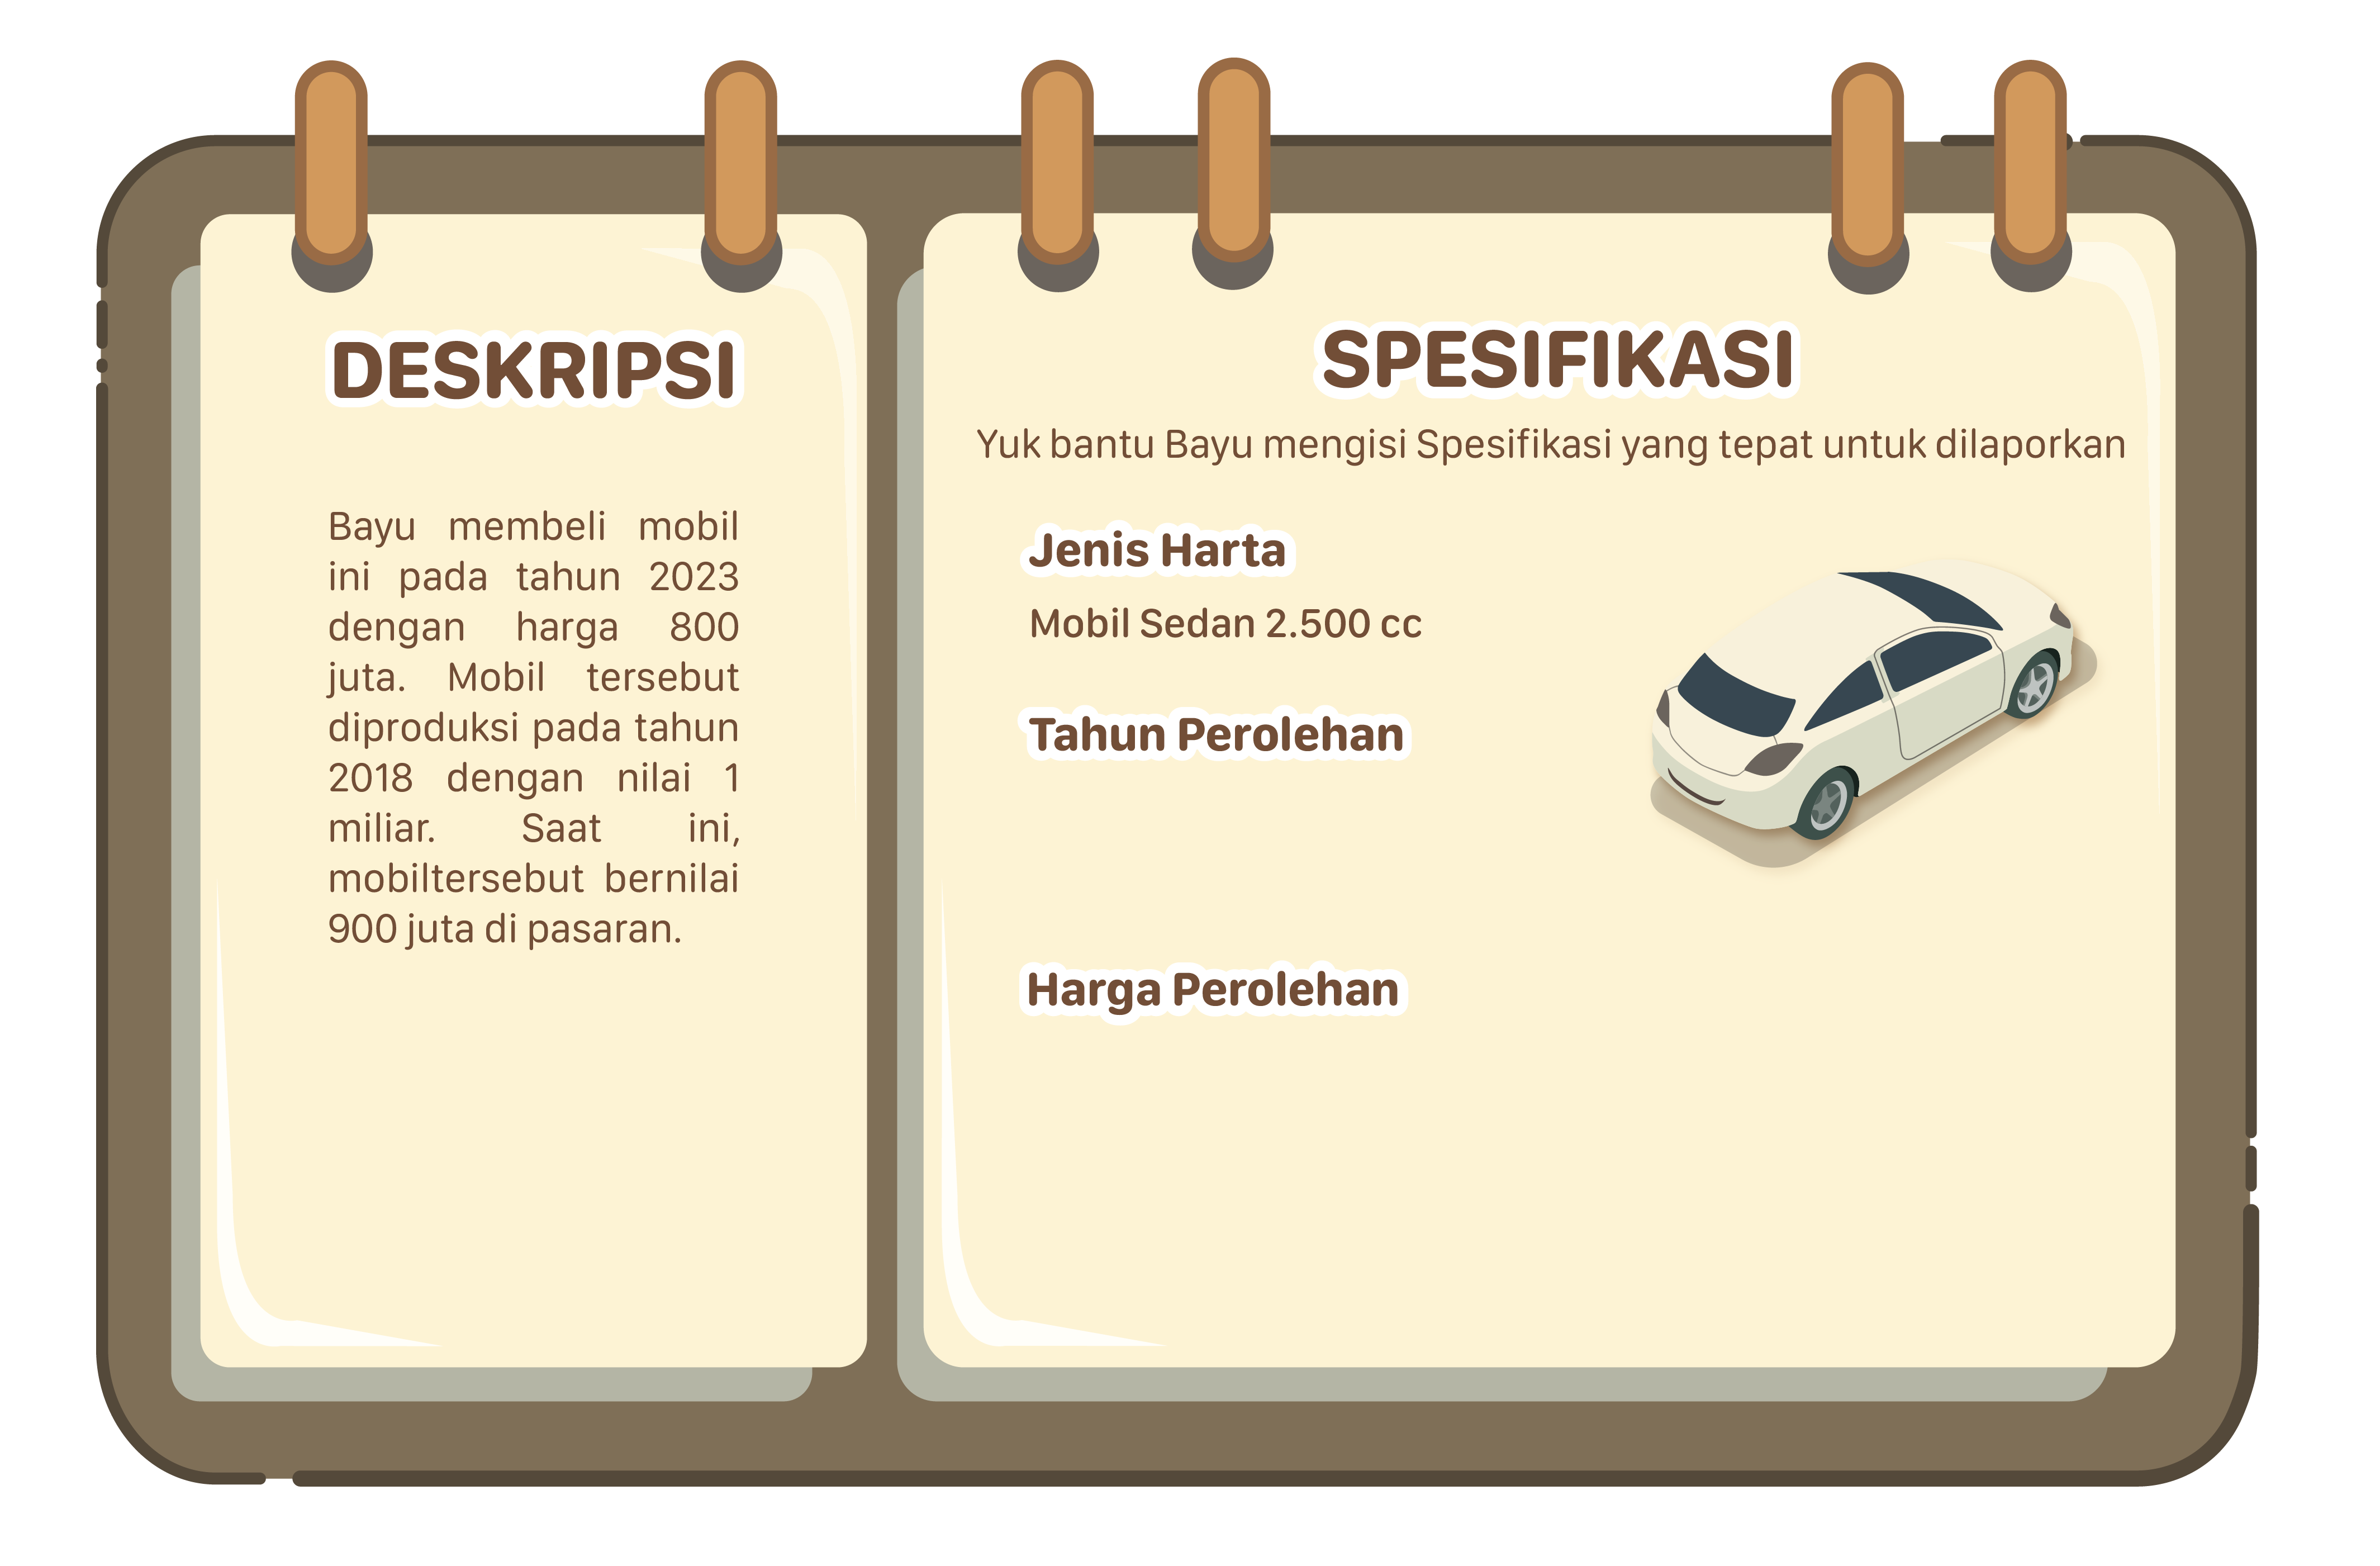 DESKRIPSI
Bayu membeli mobil
ini pada tahun 2023
dengan harga 800
juta. Mobil tersebut
diproduksi pada tahun
2018 dengan nilai 1
miliar. Saat ini,
mobiltersebut bernilai
900 juta di pasaran.
SPESIFIKASI
Yuk bantu Bayu mengisi Spesifikasi yang tepat untuk dilaporkan
Jenis Harta
Mobil Sedan 2.500 cc
Tahun Perolehan
Harga Perolehan